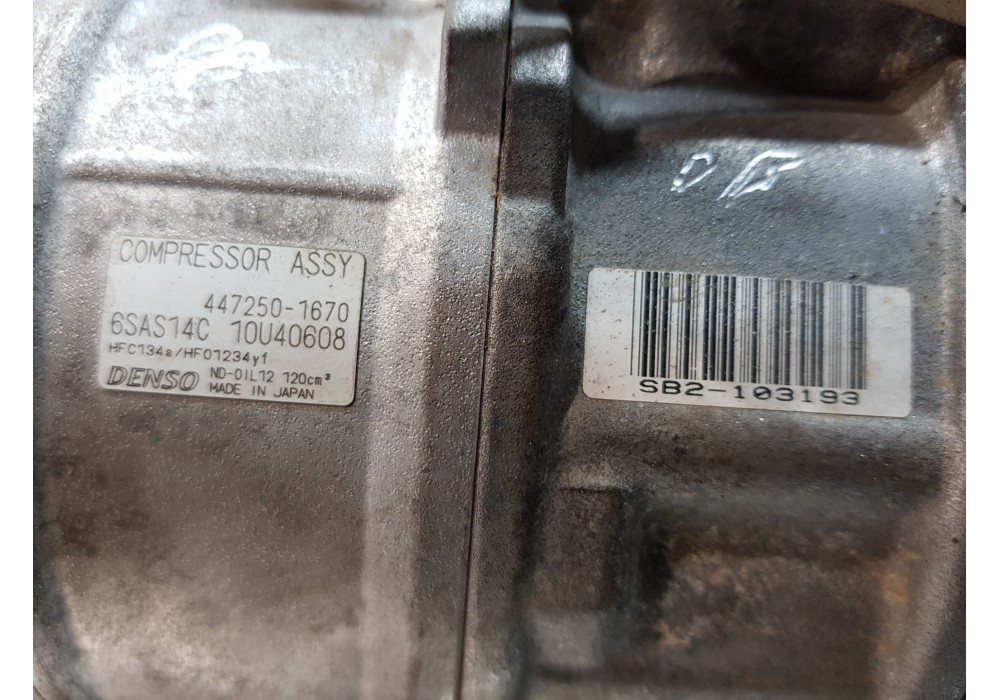 COMPRESSOR ASSY
447250-1670
6SAS14C 10U40608
HFC134a/HFO1234yf
DENSO ND-OIL12 120cm³
MADE IN JAPAN
SB2-103193